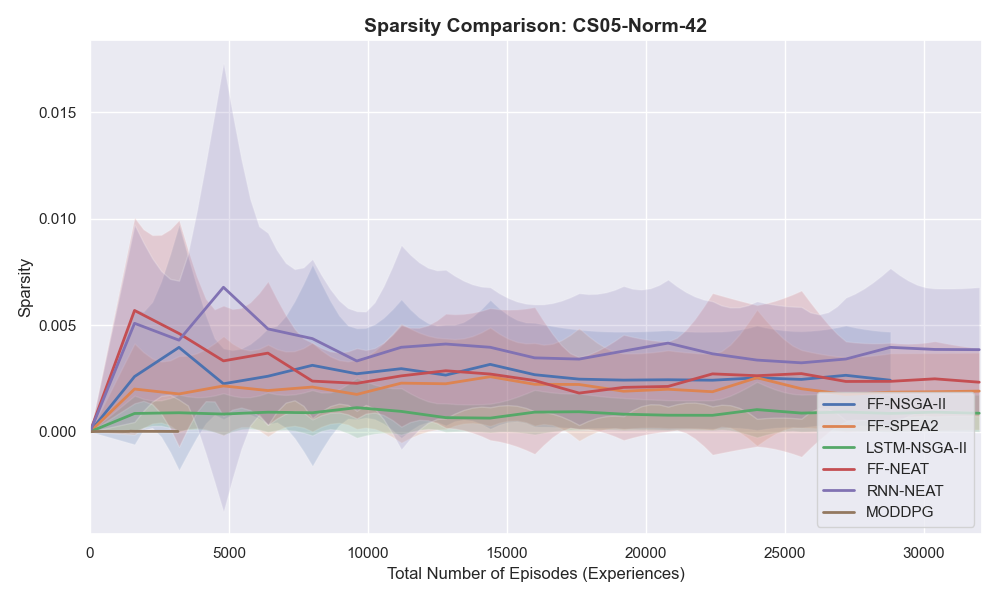 Sparsity Comparison: CS05-Norm-42
0.015
0.010
0.005
0.000
Sparsity
0
5000
10000
15000
20000
25000
30000
Total Number of Episodes (Experiences)
FF-NSGA-II
FF-SPEA2
LSTM-NSGA-II
FF-NEAT
RNN-NEAT
MODDPG